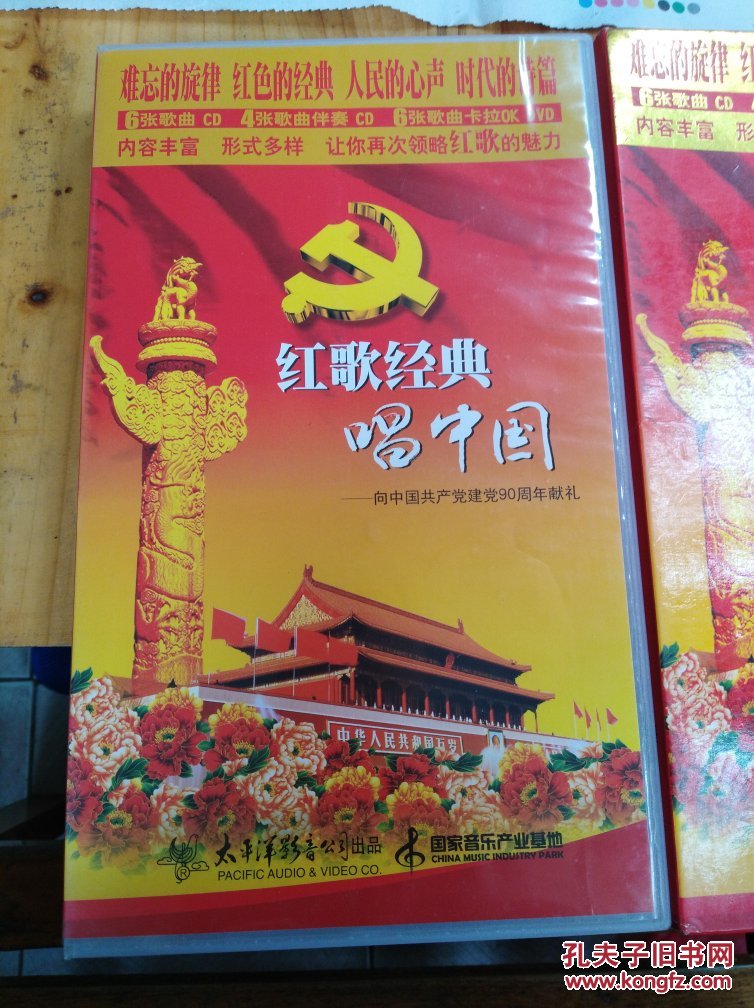 难忘的旋律 红色的经典 人民的心声 时代的诗篇
6张歌曲 CD 4张歌曲伴奏 CD 6张歌曲卡拉OK DVD
内容丰富 形式多样 让你再次领略红歌的魅力
红歌经典
唱中国
——向中国共产党建党90周年献礼
中华人民共和国万岁
太平洋影音公司出品
PACIFIC AUDIO & VIDEO CO.
国家音乐产业基地
CHINA MUSIC INDUSTRY PARK
难忘的旋律 红
6张歌曲 CD
内容丰富 形
孔夫子旧书网
www.kongfz.com